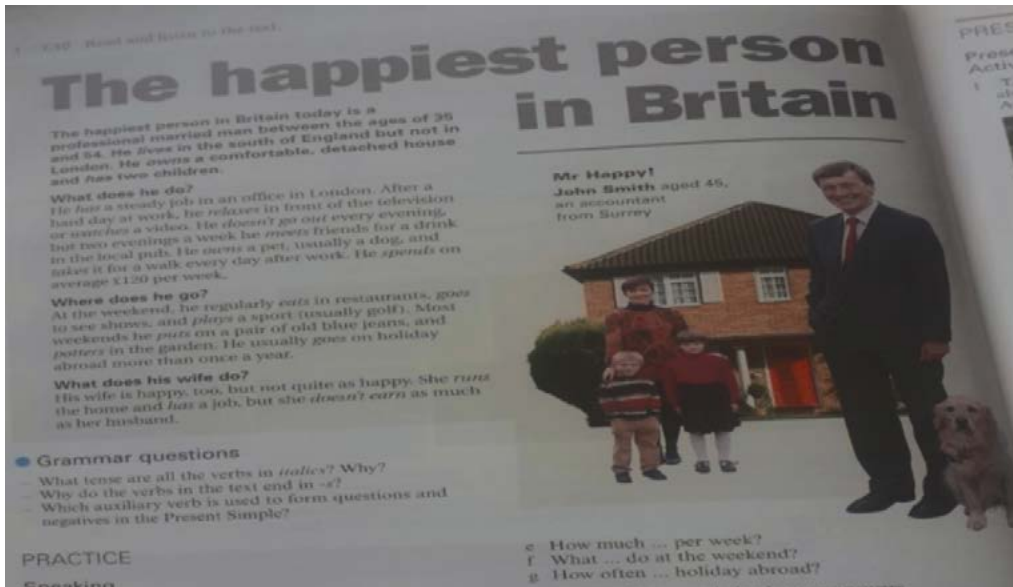 Read and listen to the text.
The happiest person
in Britain
The happiest person in Britain today is a
professional married man between the ages of 35
and 54. He lives in the south of England but not in
London. He owns a comfortable, detached house
and has two children.
What does he do?
He has a steady job in an office in London. After a
hard day at work, he relaxes in front of the television
or watches a video. He doesn't go out every evening,
but two evenings a week he meets friends for a drink
in the local pub. He owns a pet, usually a dog, and
takes it for a walk every day after work. He spends on
average £120 per week.
Where does he go?
At the weekend, he regularly eats in restaurants, goes
to see shows, and plays a sport (usually golf). Most
weekends he puts on a pair of old blue jeans, and
potters in the garden. He usually goes on holiday
abroad more than once a year.
What does his wife do?
His wife is happy, too, but not quite as happy. She runs
the home and has a job, but she doesn't earn as much
as her husband.
Mr Happy!
John Smith aged 45,
an accountant
from Surrey
Grammar questions
– What tense are all the verbs in italics? Why?
– Why do the verbs in the text end in -s?
– Which auxiliary verb is used to form questions and
negatives in the Present Simple?
PRACTICE
Speaking
e How much ... per week?
f What ... do at the weekend?
g How often ... holiday abroad?
PRES
Pres
Activ